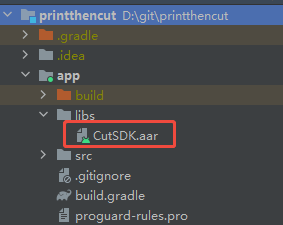 printthencut D:\git\printthencut
.gradle
.idea
app
build
libs
CutSDK.aar
src
.gitignore
build.gradle
proguard-rules.pro